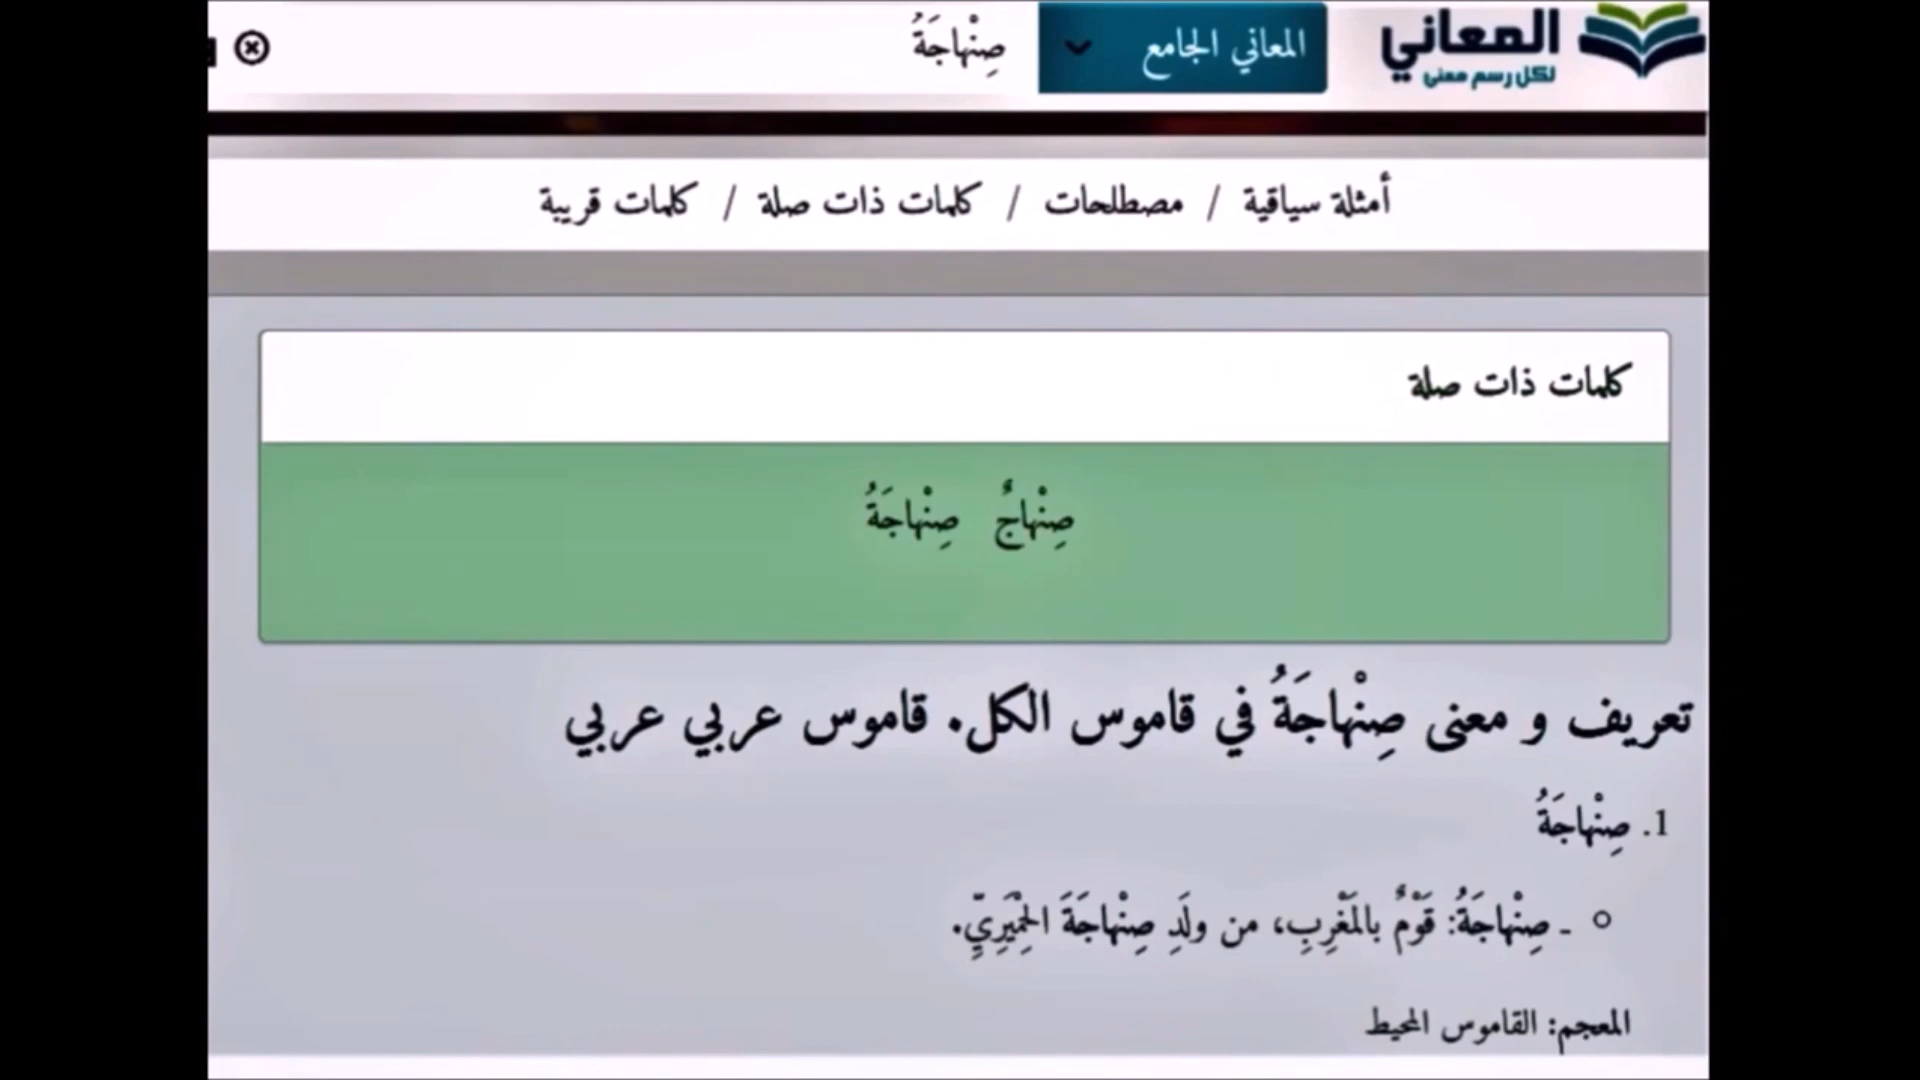 المعاني
لكل رسم معنى
المعاني الجامع
صِنْهاجَةُ
أمثلة سياقية / مصطلحات / كلمات ذات صلة / كلمات قريبة
كلمات ذات صلة
صِنْهاجٌ صِنْهاجَةُ
تعريف و معنى صِنْهاجَةُ في قاموس الكل. قاموس عربي عربي
1. صِنْهاجَةُ
ـ صِنْهاجَةُ: قَوْمٌ بالمَغْرِبِ، من ولَدِ صِنْهاجَةَ الحِمْيَرِيِّ.
المعجم: القاموس المحيط